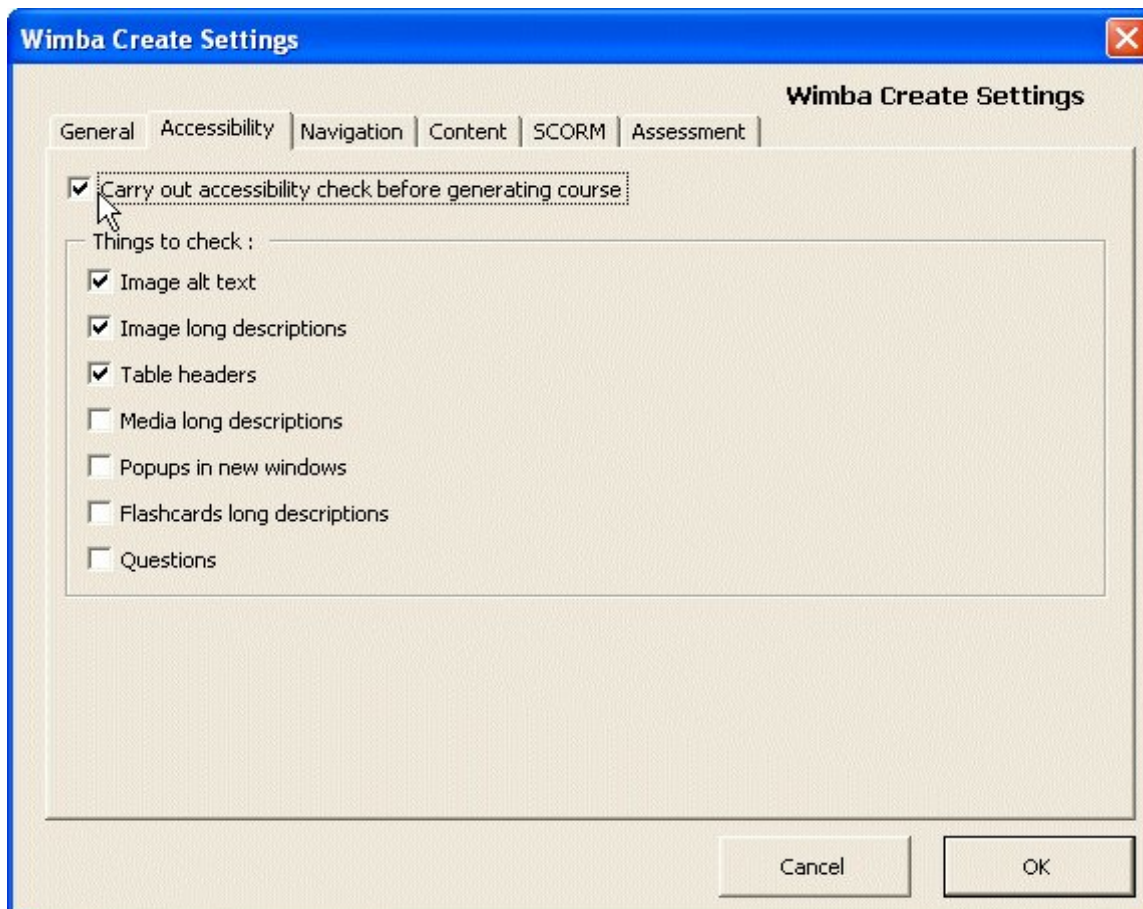 Wimba Create Settings
Wimba Create Settings
General Accessibility Navigation Content SCORM Assessment
Carry out accessibility check before generating course
Things to check :
Image alt text
Image long descriptions
Table headers
Media long descriptions
Popups in new windows
Flashcards long descriptions
Questions
Cancel OK